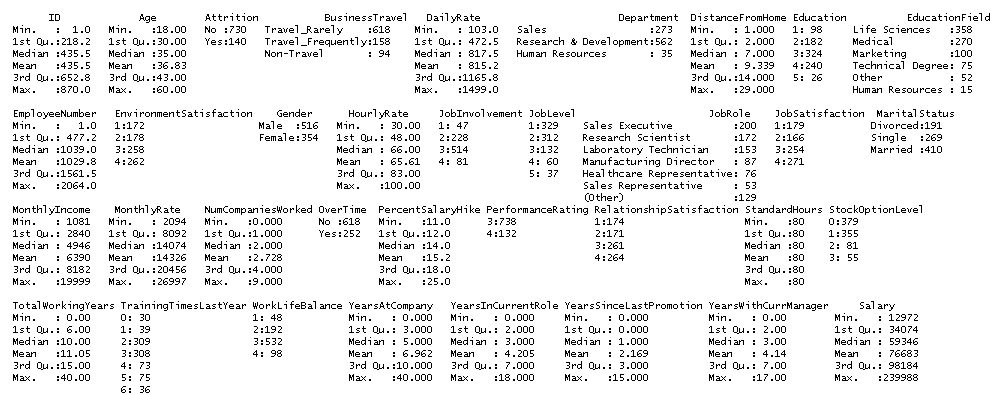 ID Age Attrition BusinessTravel DailyRate Department DistanceFromHome Education EducationField
Min. : 1.0 Min. :18.00 No :730 Travel_Rarely :618 Min. : 103.0 Sales :273 Min. : 1.000 1: 98 Life Sciences :358
1st Qu.:218.2 1st Qu.:30.00 Yes:140 Travel_Frequently:158 1st Qu.: 472.5 Research & Development:562 1st Qu.: 2.000 2:182 Medical :270
Median :435.5 Median :35.00 Non-Travel : 94 Median : 817.5 Human Resources : 35 Median : 7.000 3:324 Marketing :100
Mean :435.5 Mean :36.83 Mean : 815.2 Mean : 9.339 4:240 Technical Degree: 75
3rd Qu.:652.8 3rd Qu.:43.00 3rd Qu.:1165.8 3rd Qu.:14.000 5: 26 Other : 52
Max. :870.0 Max. :60.00 Max. :1499.0 Max. :29.000 Human Resources : 15
EmployeeNumber EnvironmentSatisfaction Gender HourlyRate JobInvolvement JobLevel JobRole JobSatisfaction MaritalStatus
Min. : 1.0 1:172 Male :516 Min. : 30.00 1: 47 1:329 Sales Executive :200 1:179 Divorced:191
1st Qu.: 477.2 2:178 Female:354 1st Qu.: 48.00 2:228 2:312 Research Scientist :172 2:166 Single :269
Median :1039.0 3:258 Median : 66.00 3:514 3:132 Laboratory Technician :153 3:254 Married :410
Mean :1029.8 4:262 Mean : 65.61 4: 81 4: 60 Manufacturing Director : 87 4:271
3rd Qu.:1561.5 3rd Qu.: 83.00 5: 37 Healthcare Representative: 76
Max. :2064.0 Max. :100.00 Sales Representative : 53
(Other) :129
MonthlyIncome MonthlyRate NumCompaniesWorked OverTime PercentSalaryHike PerformanceRating RelationshipSatisfaction StandardHours StockOptionLevel
Min. : 1081 Min. : 2094 Min. :0.000 No :618 Min. :11.0 3:738 1:174 Min. :80 0:379
1st Qu.: 2840 1st Qu.: 8092 1st Qu.:1.000 Yes:252 1st Qu.:12.0 4:132 2:171 1st Qu.:80 1:355
Median : 4946 Median :14074 Median :2.000 Median :14.0 3:261 Median :80 2: 81
Mean : 6390 Mean :14326 Mean :2.728 Mean :15.2 4:264 Mean :80 3: 55
3rd Qu.: 8182 3rd Qu.:20456 3rd Qu.:4.000 3rd Qu.:18.0 3rd Qu.:80
Max. :19999 Max. :26997 Max. :9.000 Max. :25.0 Max. :80
TotalWorkingYears TrainingTimesLastYear WorkLifeBalance YearsAtCompany YearsInCurrentRole YearsSinceLastPromotion YearsWithCurrManager Salary
Min. : 0.00 0: 30 1: 48 Min. : 0.000 Min. : 0.000 Min. : 0.000 Min. : 0.00 Min. : 12972
1st Qu.: 6.00 1: 39 2:192 1st Qu.: 3.000 1st Qu.: 2.000 1st Qu.: 0.000 1st Qu.: 2.00 1st Qu.: 34074
Median :10.00 2:309 3:532 Median : 5.000 Median : 3.000 Median : 1.000 Median : 3.00 Median : 59346
Mean :11.05 3:308 4: 98 Mean : 6.962 Mean : 4.205 Mean : 2.169 Mean : 4.14 Mean : 76683
3rd Qu.:15.00 4: 73 3rd Qu.:10.000 3rd Qu.: 7.000 3rd Qu.: 3.000 3rd Qu.: 7.00 3rd Qu.: 98184
Max. :40.00 5: 75 Max. :40.000 Max. :18.000 Max. :15.000 Max. :17.00 Max. :239988
6: 36